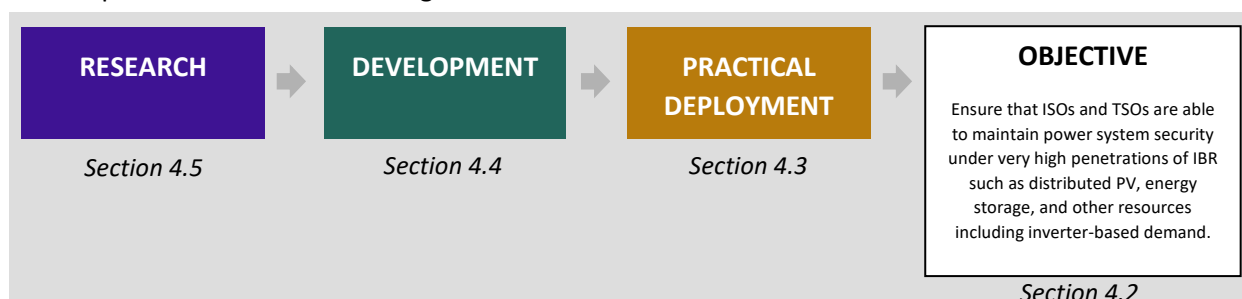 RESEARCH
DEVELOPMENT
PRACTICAL
DEPLOYMENT
OBJECTIVE
Ensure that ISOs and TSOs are able
to maintain power system security
under very high penetrations of IBR
such as distributed PV, energy
storage, and other resources
including inverter-based demand.
Section 4.5
Section 4.4
Section 4.3
Section 4.2